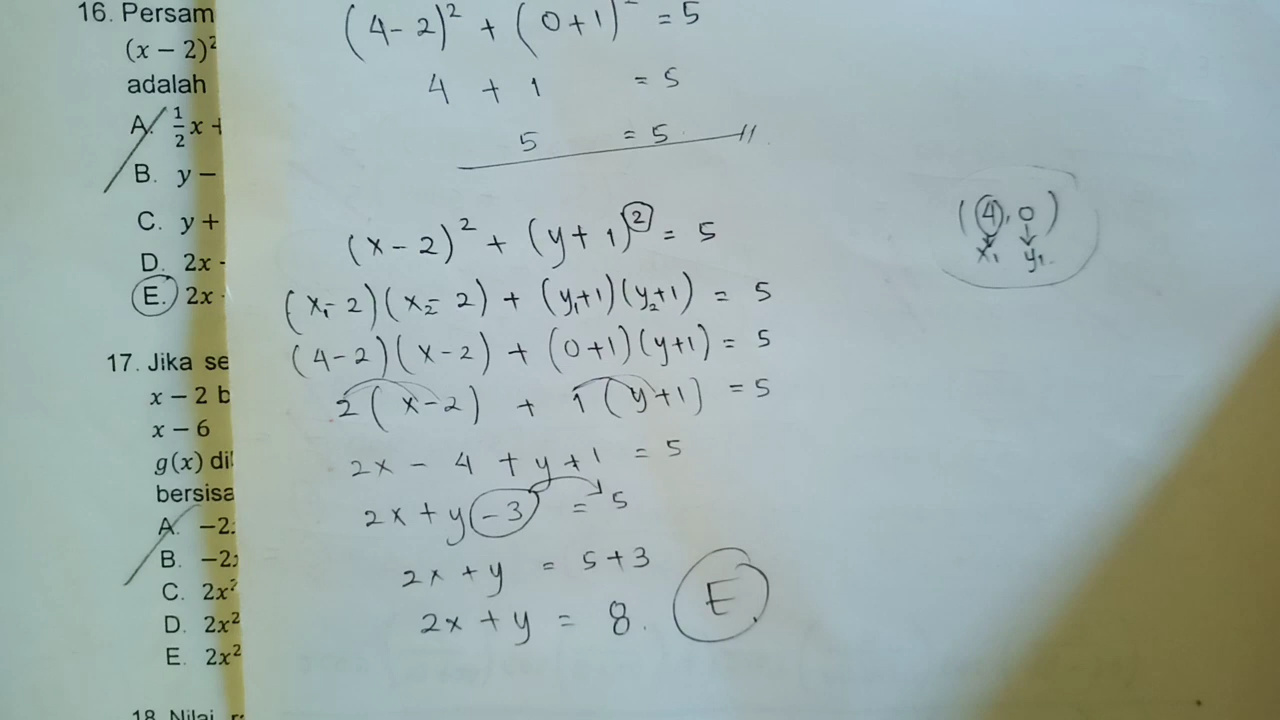 16. Persam
(x − 2)²
adalah
A. ½x +
B. y −
C. y +
D. 2x -
E. 2x
17. Jika se
x − 2 b
x − 6
g(x) di
bersisa
A. −2
B. −2
C. 2x²
D. 2x²
E. 2x²
18. Nilai
(4-2)² + (0+1)² = 5
4 + 1 = 5
5 = 5
(x-2)² + (y+1)² = 5
(x₁-2)(x₂-2) + (y₁+1)(y₂+1) = 5
(4-2)(x-2) + (0+1)(y+1) = 5
2(x-2) + 1(y+1) = 5
2x - 4 + y + 1 = 5
2x + y - 3 = 5
2x + y = 5+3
2x + y = 8.
E
(4, 0)
x₁ y₁.